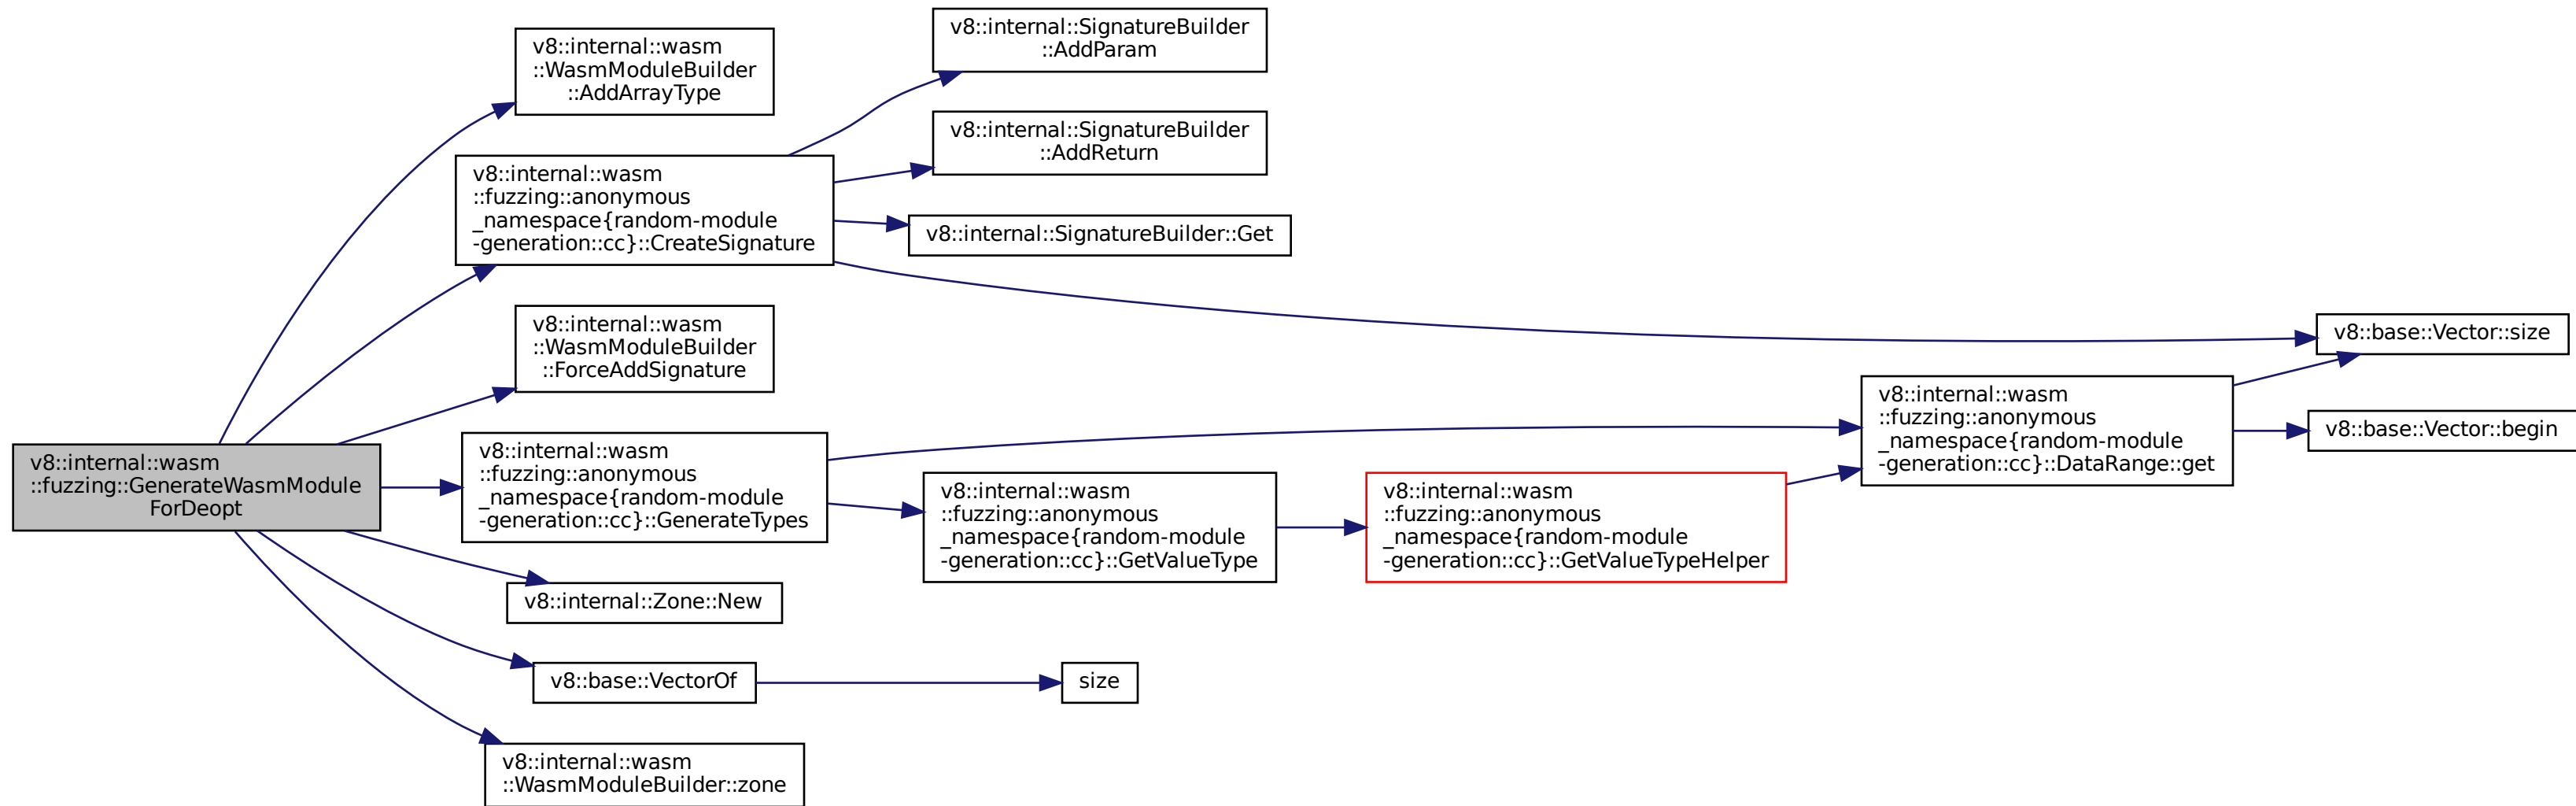 v8::internal::wasm
::fuzzing::GenerateWasmModule
ForDeopt
v8::internal::wasm
::WasmModuleBuilder
::AddArrayType
v8::internal::wasm
::fuzzing::anonymous
_namespace{random-module
-generation::cc}::CreateSignature
v8::internal::wasm
::WasmModuleBuilder
::ForceAddSignature
v8::internal::wasm
::fuzzing::anonymous
_namespace{random-module
-generation::cc}::GenerateTypes
v8::internal::Zone::New
v8::base::VectorOf
v8::internal::wasm
::WasmModuleBuilder::zone
v8::internal::SignatureBuilder
::AddParam
v8::internal::SignatureBuilder
::AddReturn
v8::internal::SignatureBuilder::Get
v8::internal::wasm
::fuzzing::anonymous
_namespace{random-module
-generation::cc}::GetValueType
size
v8::internal::wasm
::fuzzing::anonymous
_namespace{random-module
-generation::cc}::GetValueTypeHelper
v8::internal::wasm
::fuzzing::anonymous
_namespace{random-module
-generation::cc}::DataRange::get
v8::base::Vector::size
v8::base::Vector::begin